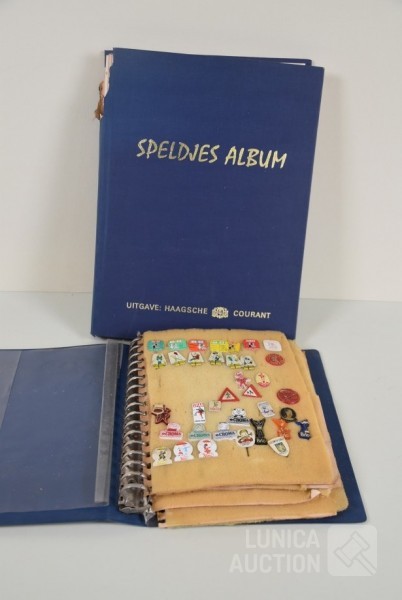 SPELDJES ALBUM
UITGAVE: HAAGSCHE COURANT
LUNICA
AUCTION